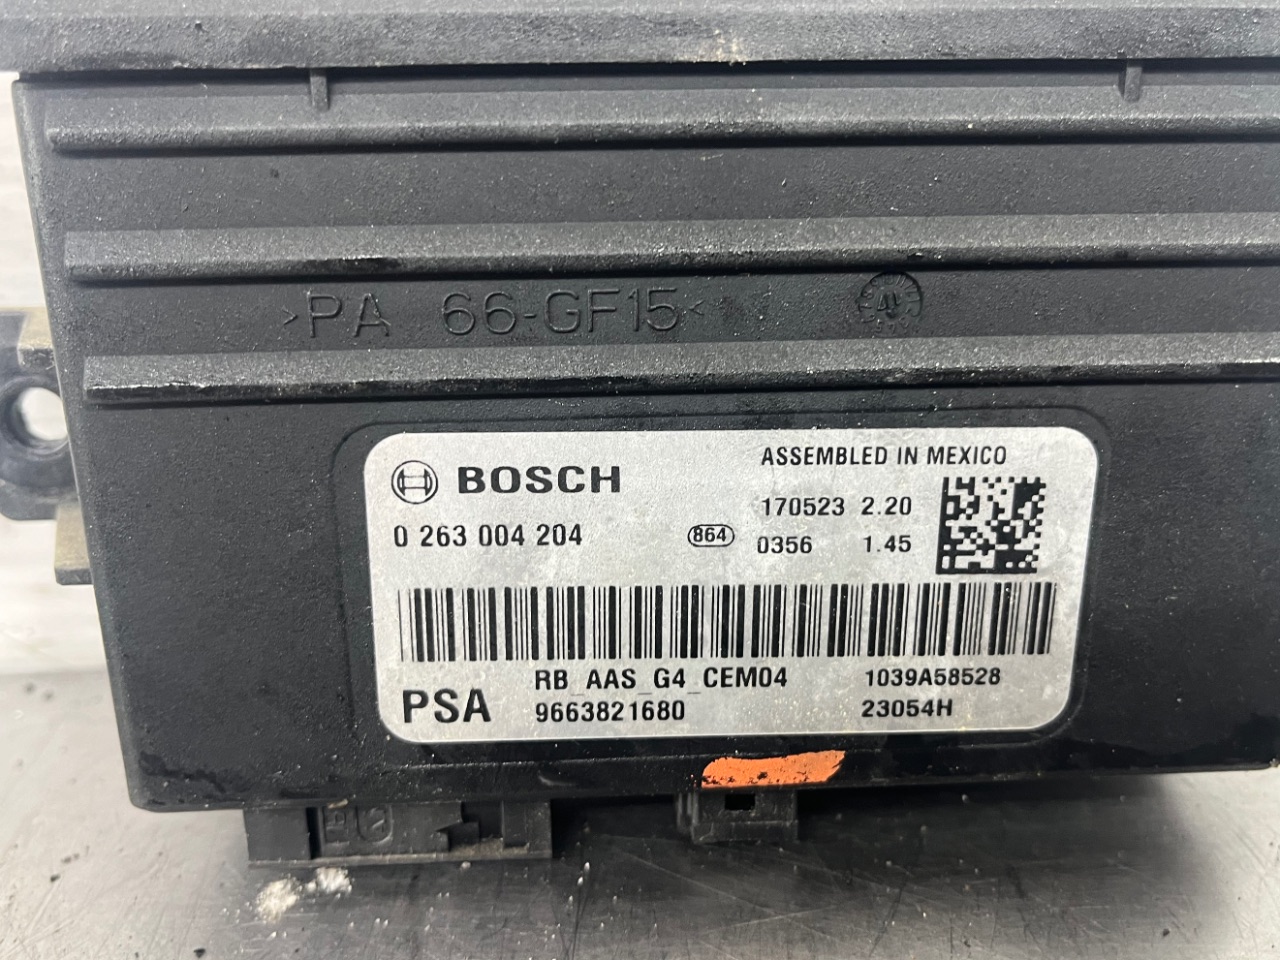 >PA 66-GF15<
BOSCH
ASSEMBLED IN MEXICO
170523 2.20
0 263 004 204
864
0356 1.45
RB_AAS_G4_CEM04
1039A58528
PSA
9663821680
23054H